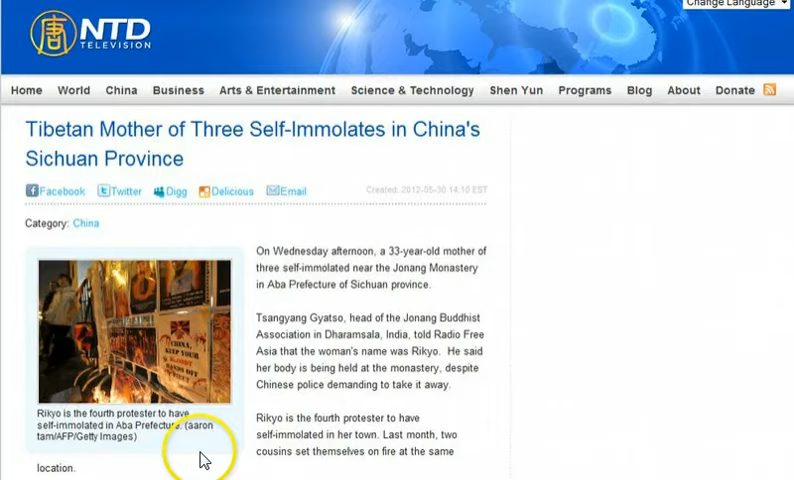 Change Language
唐 NTD
TELEVISION
Home World China Business Arts & Entertainment Science & Technology Shen Yun Programs Blog About Donate
Tibetan Mother of Three Self-Immolates in China's
Sichuan Province
Facebook Twitter Digg Delicious Email Created: 2012-05-30 14:10 EST
Category: China
On Wednesday afternoon, a 33-year-old mother of
three self-immolated near the Jonang Monastery
in Aba Prefecture of Sichuan province.
Tsangyang Gyatso, head of the Jonang Buddhist
Association in Dharamsala, India, told Radio Free
Asia that the woman's name was Rikyo. He said
her body is being held at the monastery, despite
Chinese police demanding to take it away.
CHINA,
KEEP YOUR
BLOODY
HANDS OFF
Rikyo is the fourth protester to have
self-immolated in Aba Prefecture. (aaron
tam/AFP/Getty Images)
Rikyo is the fourth protester to have
self-immolated in her town. Last month, two
cousins set themselves on fire at the same
location.